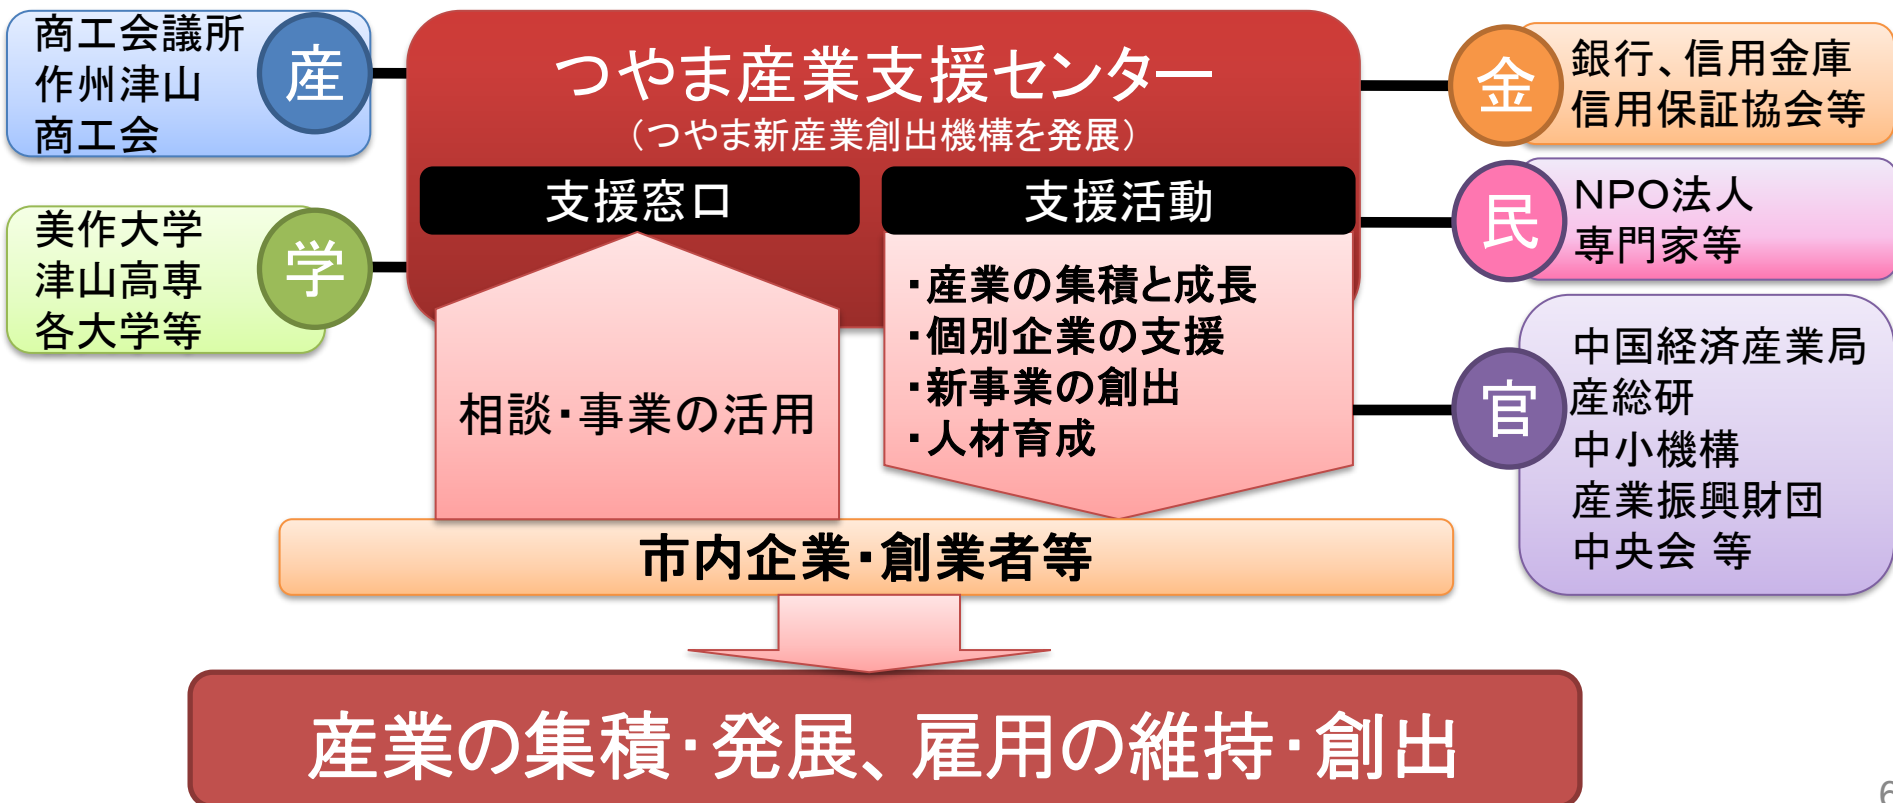 商工会議所
作州津山
商工会
産
美作大学
津山高専
各大学等
学
つやま産業支援センター
（つやま新産業創出機構を発展）
支援窓口
支援活動
相談・事業の活用
・産業の集積と成長
・個別企業の支援
・新事業の創出
・人材育成
金
銀行、信用金庫
信用保証協会等
民
NPO法人
専門家等
官
中国経済産業局
産総研
中小機構
産業振興財団
中央会 等
市内企業・創業者等
産業の集積・発展、雇用の維持・創出
6